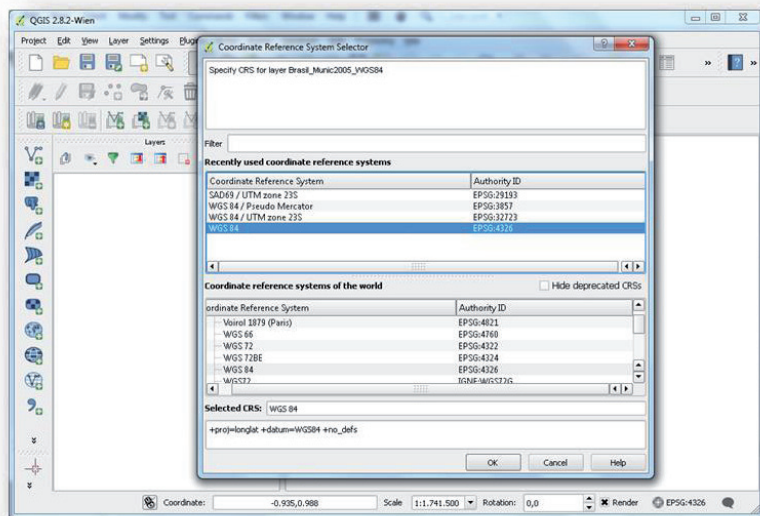 QGIS 2.8.2-Wien
Project Edit View Layer Settings
Coordinate Reference System Selector
Specify CRS for layer Brasil_Munic2005_WGS84
Filter
Layers
Recently used coordinate reference systems
Coordinate Reference System Authority ID
SAD69 / UTM zone 23S EPSG:29193
WGS 84 / Pseudo Mercator EPSG:3857
WGS 84 / UTM zone 23S EPSG:32723
WGS 84 EPSG:4326
Coordinate reference systems of the world Hide deprecated CRSs
ordinate Reference System Authority ID
Voirol 1879 (Paris) EPSG:4821
WGS 66 EPSG:4760
WGS 72 EPSG:4322
WGS 72BE EPSG:4324
WGS 84 EPSG:4326
WGS72 IGNF:WGS72G
Selected CRS: WGS 84
+proj=longlat +datum=WGS84 +no_defs
OK Cancel Help
Coordinate: -0.935,0.988 Scale 1:1.741.500 Rotation: 0,0 Render EPSG:4326